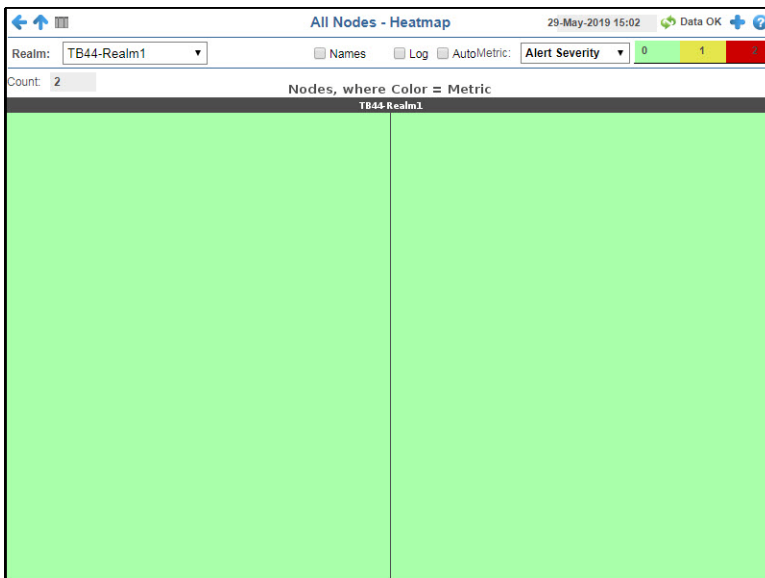 All Nodes - Heatmap 29-May-2019 15:02 Data OK
Realm: TB44-Realm1 Names Log Auto Metric: Alert Severity 0 1 2
Count: 2
Nodes, where Color = Metric
TB44-Realm1